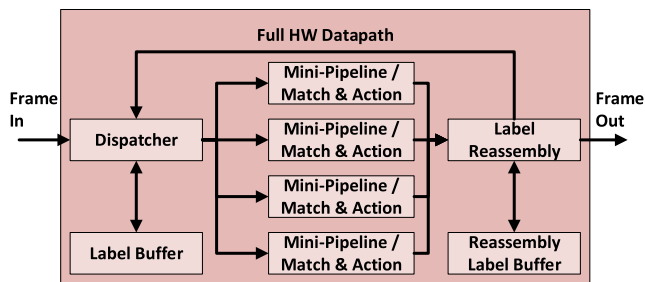 Full HW Datapath
Frame
In
Dispatcher
Label Buffer
Mini-Pipeline /
Match & Action
Mini-Pipeline /
Match & Action
Mini-Pipeline /
Match & Action
Mini-Pipeline /
Match & Action
Label
Reassembly
Reassembly
Label Buffer
Frame
Out